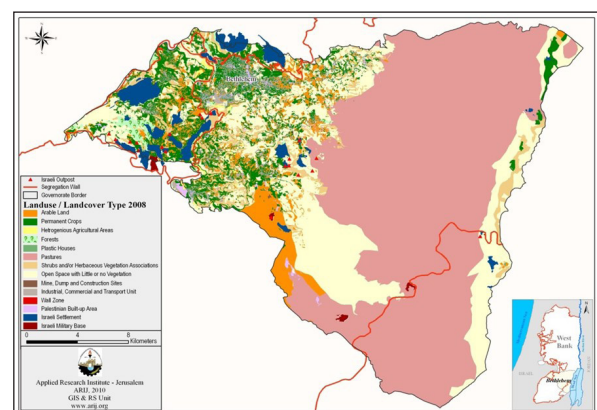 Bethlehem
Israeli Outpost
Segregation Wall
Governorate Border
Landuse / Landcover Type 2008
Arable Land
Permanent Crops
Hetrogenious Agricultural Areas
Forests
Plastic Houses
Pastures
Shrubs and/or Herbaceous Vegetation Associations
Open Space with Little or no Vegetation
Mine, Dump and Construction Sites
Industrial, Commercial and Transport Unit
Wall Zone
Palestinian Built-up Area
Israeli Settlement
Israeli Military Base
0 4 8
Kilometers
Applied Research Institute - Jerusalem
ARIJ, 2010
GIS & RS Unit
www.arij.org
West
Bank
Bethlehem